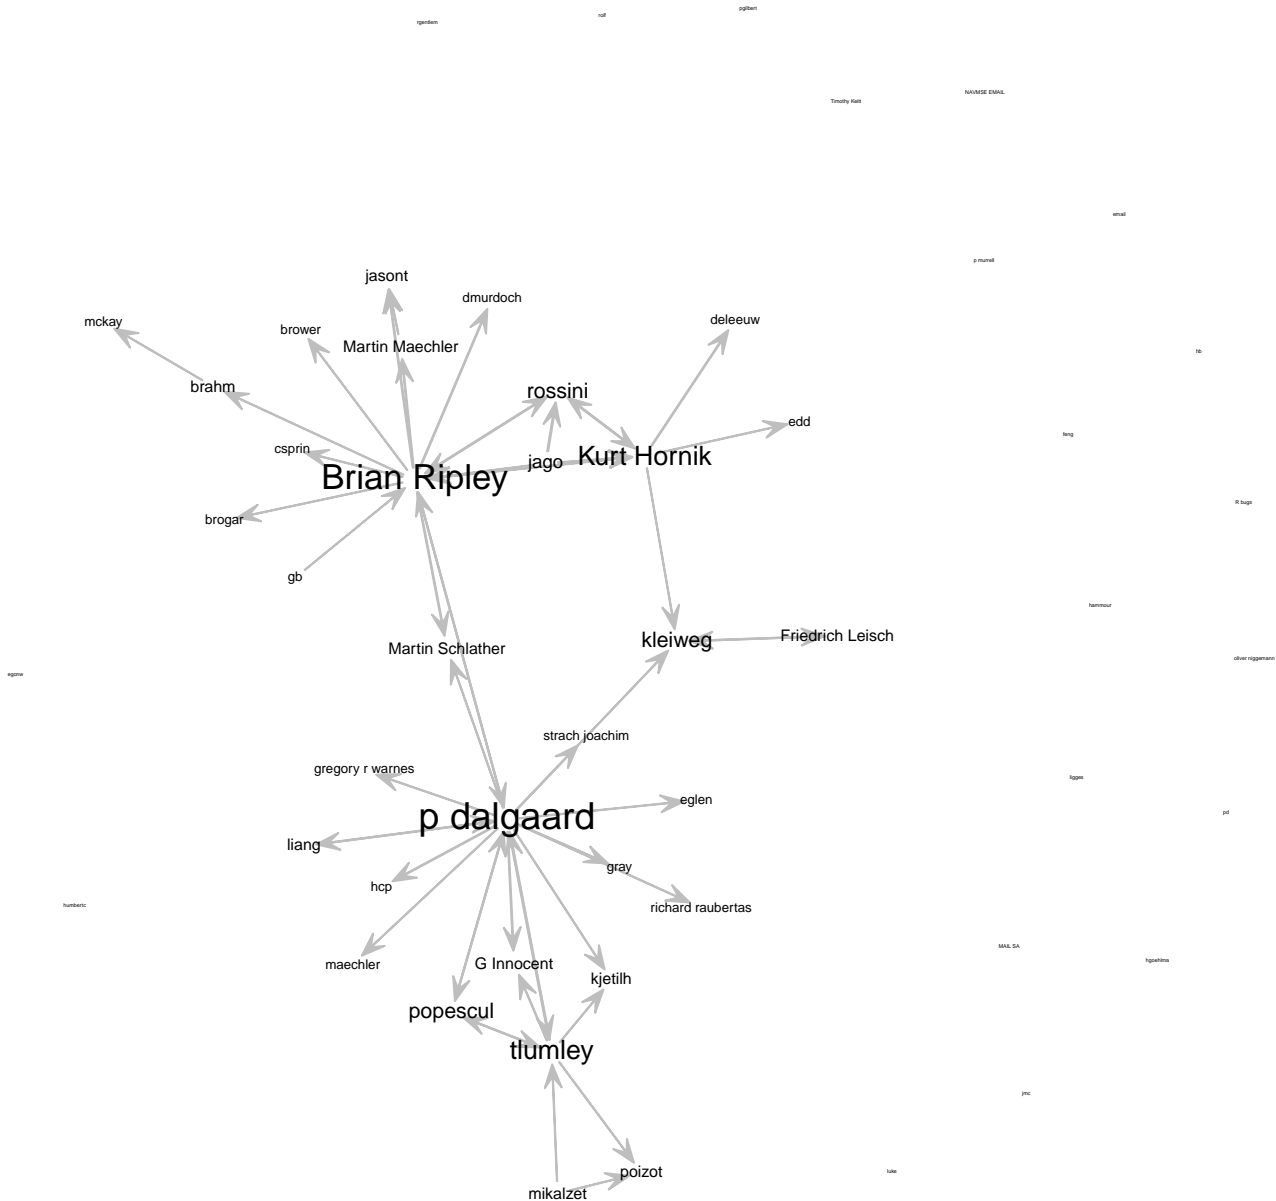 pgilbert
rolf
rgentlem
NAVMSE EMAIL
Timothy Keitt
email
p murrell
jasont
dmurdoch
mckay
deleeuw
brower
Martin Maechler
hb
brahm
rossini
edd
feng
csprin
Kurt Hornik
jago
Brian Ripley
R bugs
brogar
gb
hammour
Friedrich Leisch
kleiweg
Martin Schlather
oliver niggemann
egonw
strach joachim
gregory r warnes
ligges
eglen
pd
p dalgaard
liang
gray
hcp
humbertc
richard raubertas
MAIL SA
hgoehlms
maechler
G Innocent
kjetilh
popescul
tlumley
jmc
poizot
luke
mikalzet